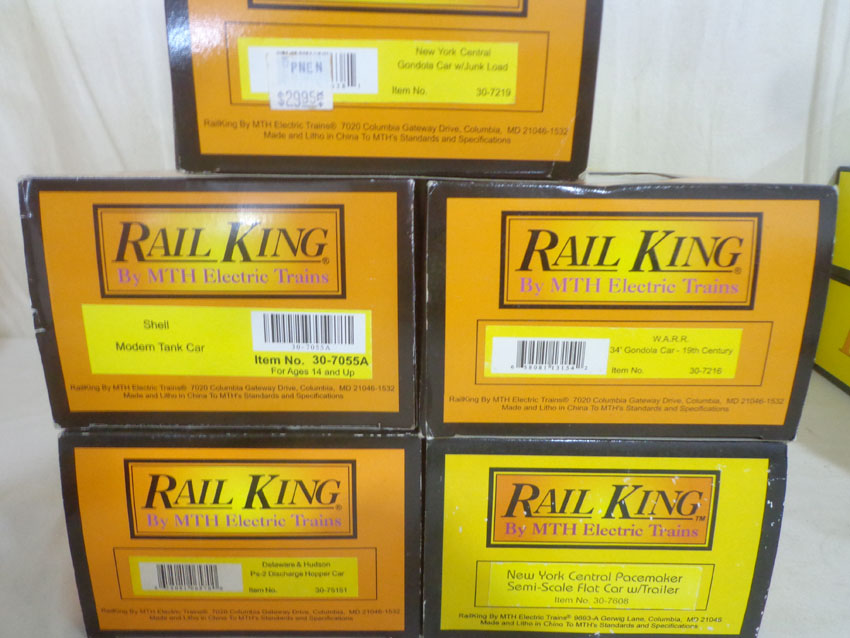 New York Central
Gondola Car w/Junk Load
PNEN
$29.95
Item No. 30-7219
RailKing By MTH Electric Trains® 7020 Columbia Gateway Drive, Columbia, MD 21046-1532
Made and Litho in China To MTH's Standards and Specifications
RAIL KING®
By MTH Electric Trains
Shell
Modern Tank Car
30-7055A
Item No. 30-7055A
For Ages 14 and Up
RailKing By MTH Electric Trains® 7020 Columbia Gateway Drive, Columbia, MD 21046-1532
Made and Litho in China To MTH's Standards and Specifications
RAIL KING®
By MTH Electric Trains
W.A.R.R.
34' Gondola Car - 19th Century
Item No. 30-7216
RailKing By MTH Electric Trains® 7020 Columbia Gateway Drive, Columbia, MD 21046-1532
Made and Litho in China To MTH's Standards and Specifications
RAIL KING®
By MTH Electric Trains
Delaware & Hudson
Ps-2 Discharge Hopper Car
Item No. 30-75151
RailKing By MTH Electric Trains® 7020 Columbia Gateway Drive, Columbia, MD 21046-1532
Made and Litho in China To MTH's Standards and Specifications
RAIL KING™
By MTH Electric Trains
New York Central Pacemaker
Semi-Scale Flat Car w/Trailer
Item No. 30-7606
RailKing By MTH Electric Trains® 9693-A Gerwig Lane, Columbia, MD 21045
Made and Litho in China To MTH's Standards and Specifications